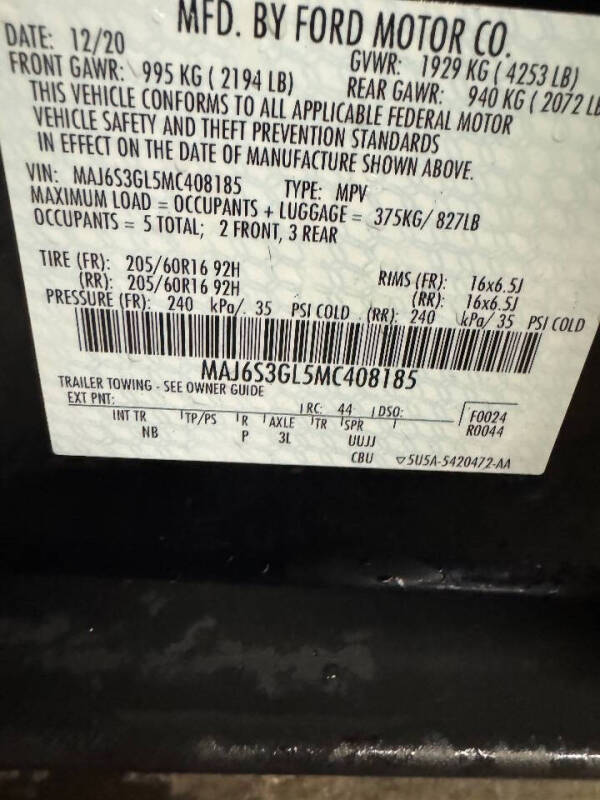 MFD. BY FORD MOTOR CO.
DATE: 12/20 GVWR: 1929 KG ( 4253 LB)
FRONT GAWR: 995 KG ( 2194 LB) REAR GAWR: 940 KG ( 2072 LB
THIS VEHICLE CONFORMS TO ALL APPLICABLE FEDERAL MOTOR
VEHICLE SAFETY AND THEFT PREVENTION STANDARDS
IN EFFECT ON THE DATE OF MANUFACTURE SHOWN ABOVE.
VIN: MAJ6S3GL5MC408185 TYPE: MPV
MAXIMUM LOAD = OCCUPANTS + LUGGAGE = 375KG/ 827LB
OCCUPANTS = 5 TOTAL; 2 FRONT, 3 REAR
TIRE (FR): 205/60R16 92H RIMS (FR): 16x6.5J
(RR): 205/60R16 92H (RR): 16x6.5J
PRESSURE (FR): 240 kPa/ 35 PSI COLD (RR): 240 kPa/ 35 PSI COLD
MAJ6S3GL5MC408185
TRAILER TOWING - SEE OWNER GUIDE
EXT PNT: RC: 44 DSO: F0024
INT TR TP/PS R AXLE TR SPR R0044
NB P 3L UUJJ
CBU ▽5U5A-5420472-AA